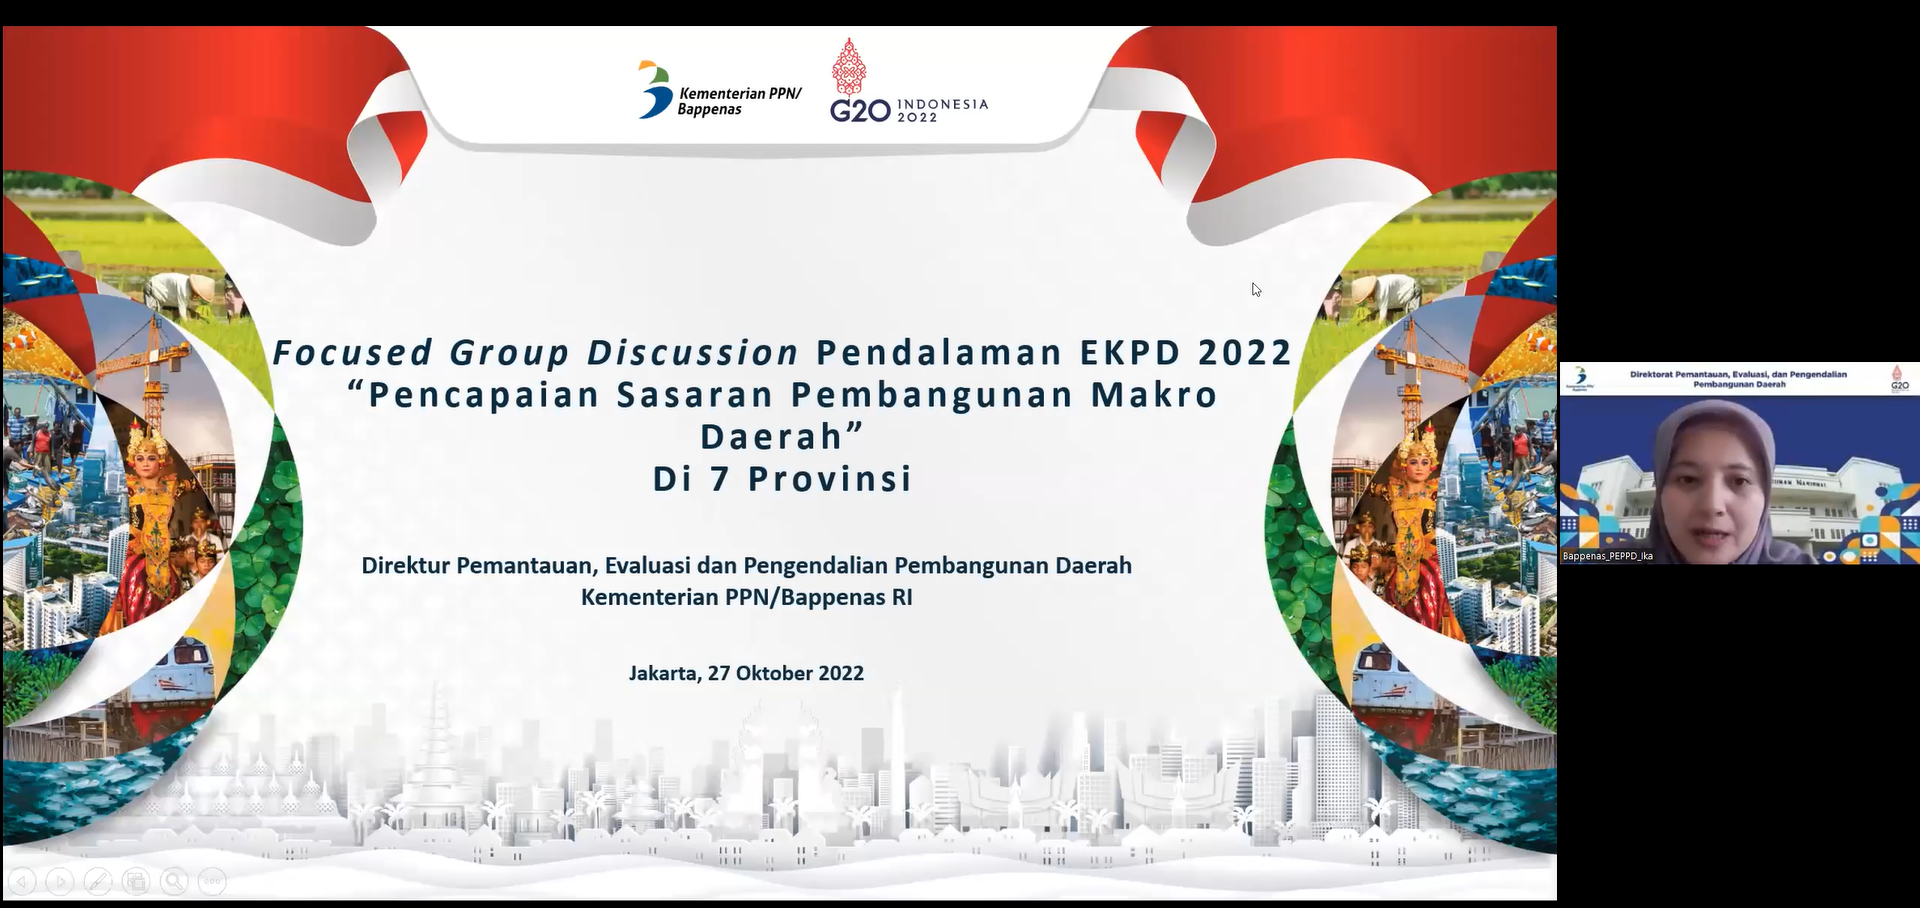 Kementerian PPN/
Bappenas
G20 INDONESIA
2022
Focused Group Discussion Pendalaman EKPD 2022
“Pencapaian Sasaran Pembangunan Makro
Daerah”
Di 7 Provinsi
Direktur Pemantauan, Evaluasi dan Pengendalian Pembangunan Daerah
Kementerian PPN/Bappenas RI
Jakarta, 27 Oktober 2022
Direktorat Pemantauan, Evaluasi, dan Pengendalian
Pembangunan Daerah
G20
Bappenas_PEPPD_Ika